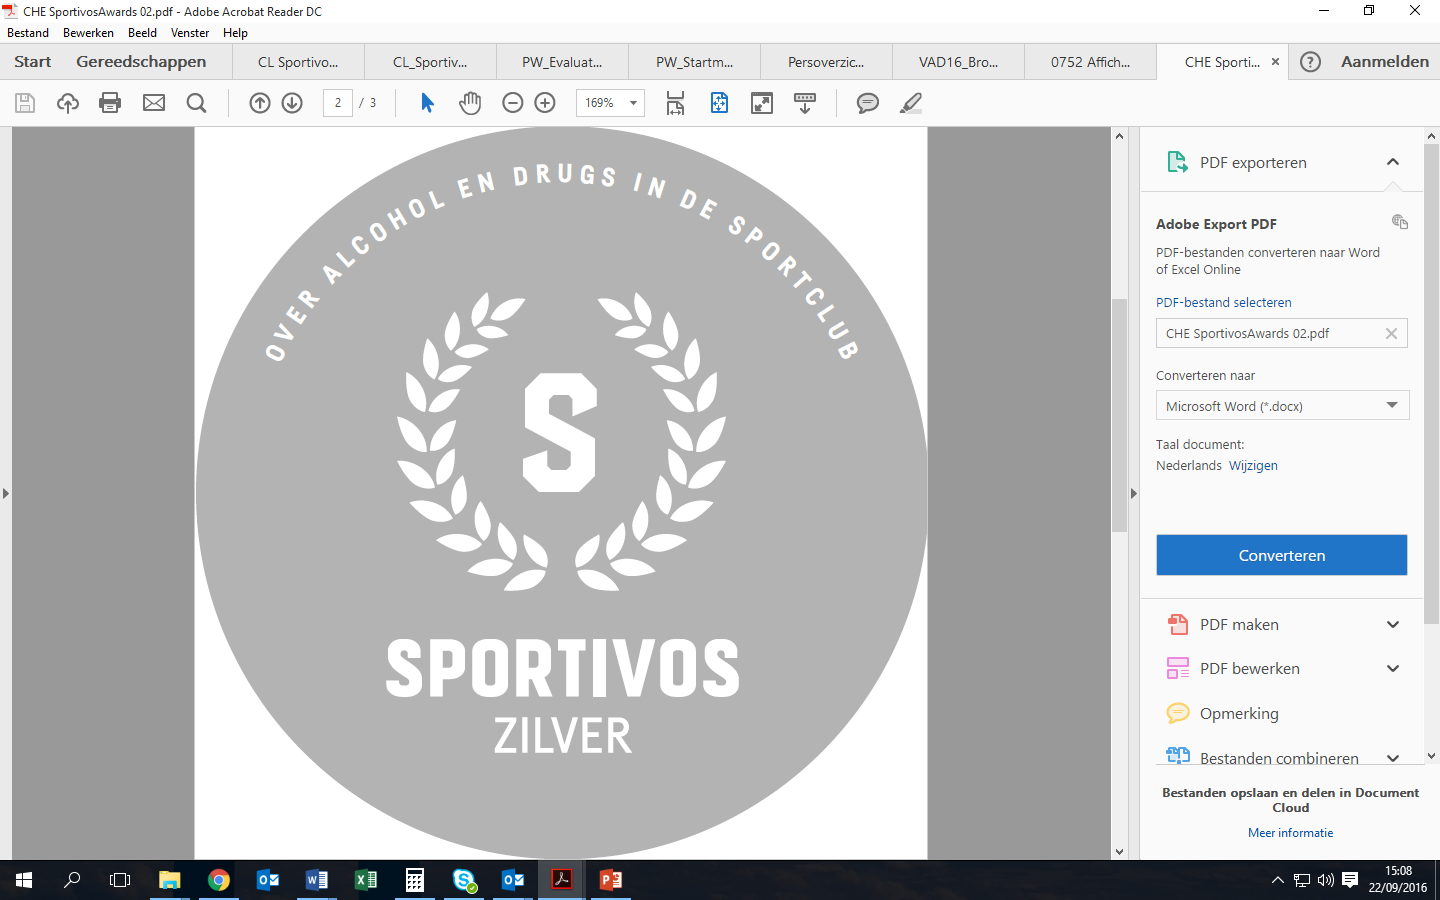 CHE SportivosAwards 02.pdf - Adobe Acrobat Reader DC
Bestand Bewerken Beeld Venster Help
Start Gereedschappen CL Sportivo... CL_Sportiv... PW_Evaluat... PW_Startm... Persoverzic... VAD16_Bro... 0752 Affich... CHE Sporti... × ? Aanmelden
2 / 3 169%
OVER ALCOHOL EN DRUGS IN DE SPORTCLUB
S
SPORTIVOS
ZILVER
PDF exporteren
Adobe Export PDF
PDF-bestanden converteren naar Word
of Excel Online
PDF-bestand selecteren
CHE SportivosAwards 02.pdf
Converteren naar
Microsoft Word (*.docx)
Taal document:
Nederlands Wijzigen
Converteren
PDF maken
PDF bewerken
Opmerking
Bestanden combineren
Bestanden opslaan en delen in Document
Cloud
Meer informatie
15:08
22/09/2016